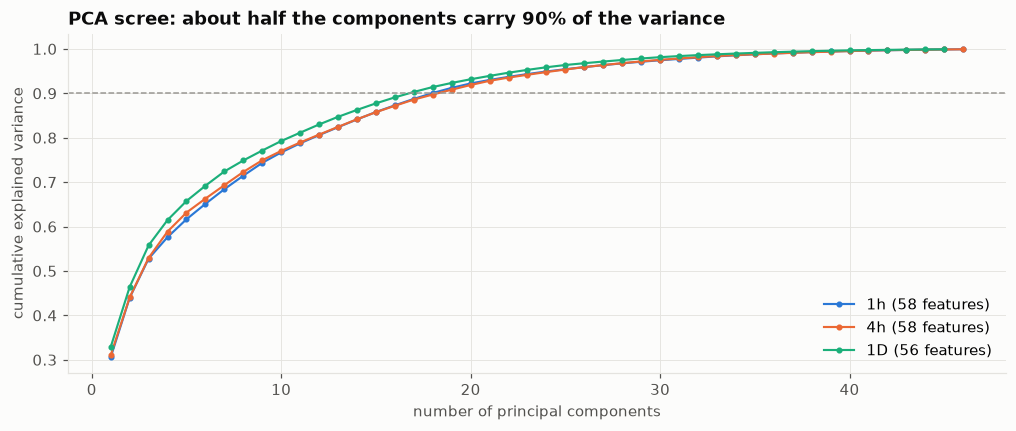 PCA scree: about half the components carry 90% of the variance
cumulative explained variance
1.0
0.9
0.8
0.7
0.6
0.5
0.4
0.3
1h (58 features)
4h (58 features)
1D (56 features)
0 10 20 30 40
number of principal components